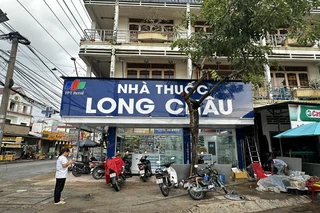 FPT Retail
NHÀ THUỐC
LONG CHÂU